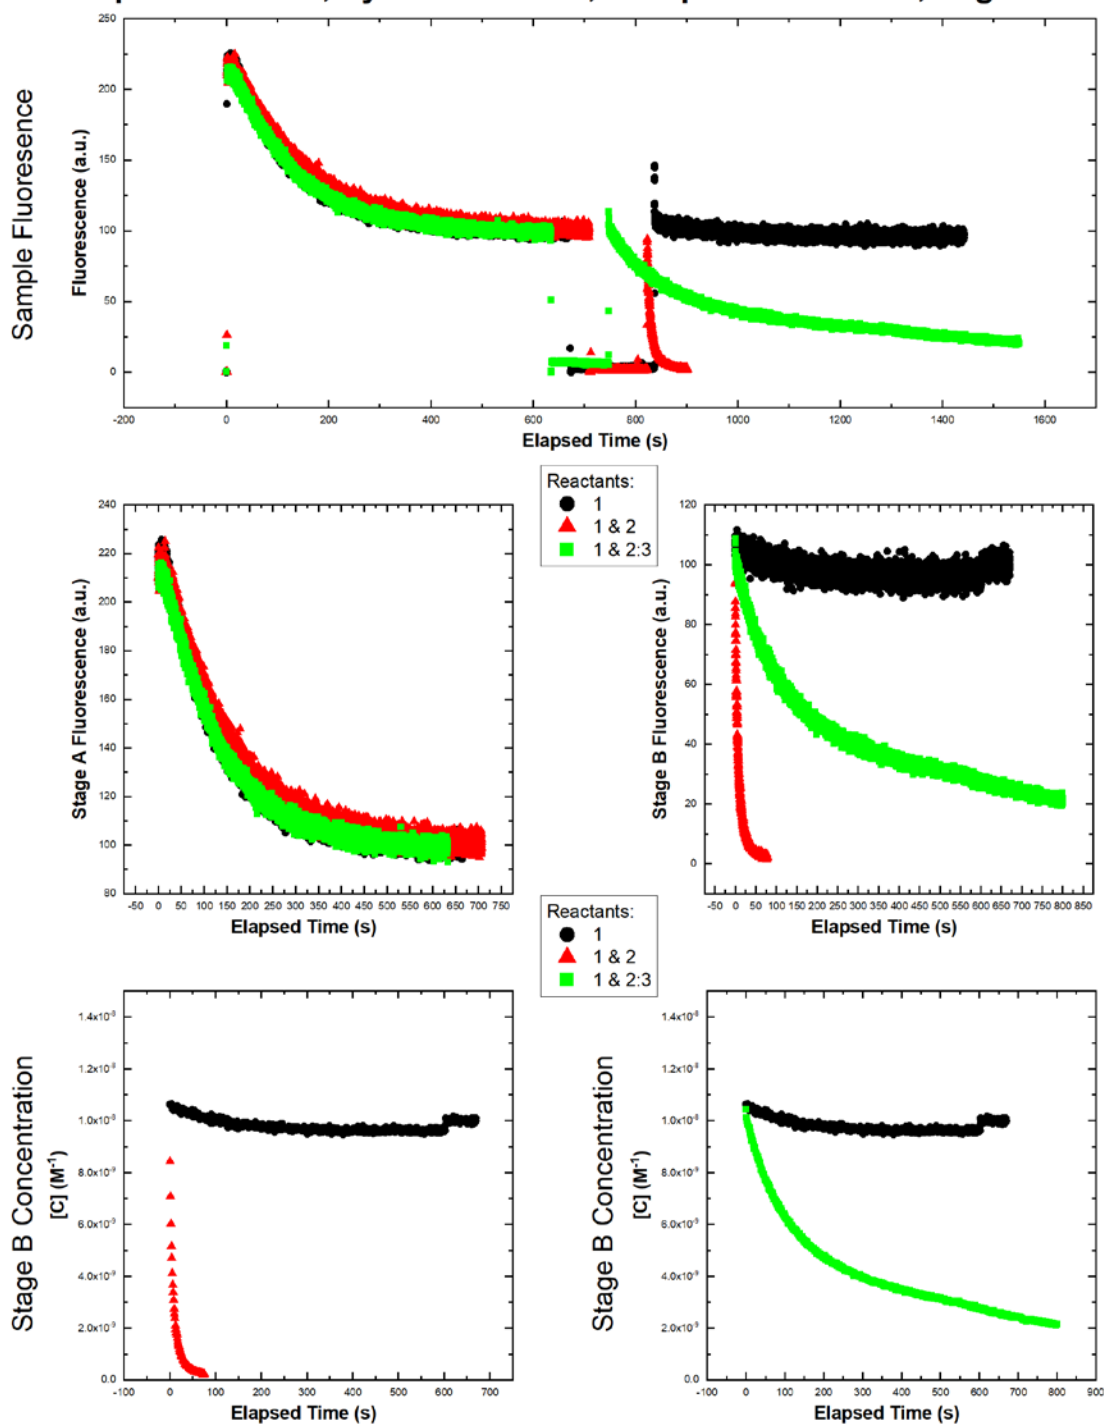 Sample Fluoresence
Fluorescence (a.u.)
250
200
150
100
50
0
-200 0 200 400 600 800 1000 1200 1400 1600
Elapsed Time (s)
Reactants:
1
1 & 2
1 & 2:3
Stage A Fluorescence (a.u.)
240
220
200
180
160
140
120
100
80
-50 0 50 100 150 200 250 300 350 400 450 500 550 600 650 700 750
Elapsed Time (s)
Stage B Fluorescence (a.u.)
120
100
80
60
40
20
0
-50 0 50 100 150 200 250 300 350 400 450 500 550 600 650 700 750 800 850
Elapsed Time (s)
Reactants:
1
1 & 2
1 & 2:3
Stage B Concentration
[C] (M⁻¹)
1.4x10⁻⁸
1.2x10⁻⁸
1.0x10⁻⁸
8.0x10⁻⁹
6.0x10⁻⁹
4.0x10⁻⁹
2.0x10⁻⁹
0.0
-100 0 100 200 300 400 500 600 700
Elapsed Time (s)
Stage B Concentration
[C] (M⁻¹)
1.4x10⁻⁸
1.2x10⁻⁸
1.0x10⁻⁸
8.0x10⁻⁹
6.0x10⁻⁹
4.0x10⁻⁹
2.0x10⁻⁹
0.0
-100 0 100 200 300 400 500 600 700 800 900
Elapsed Time (s)